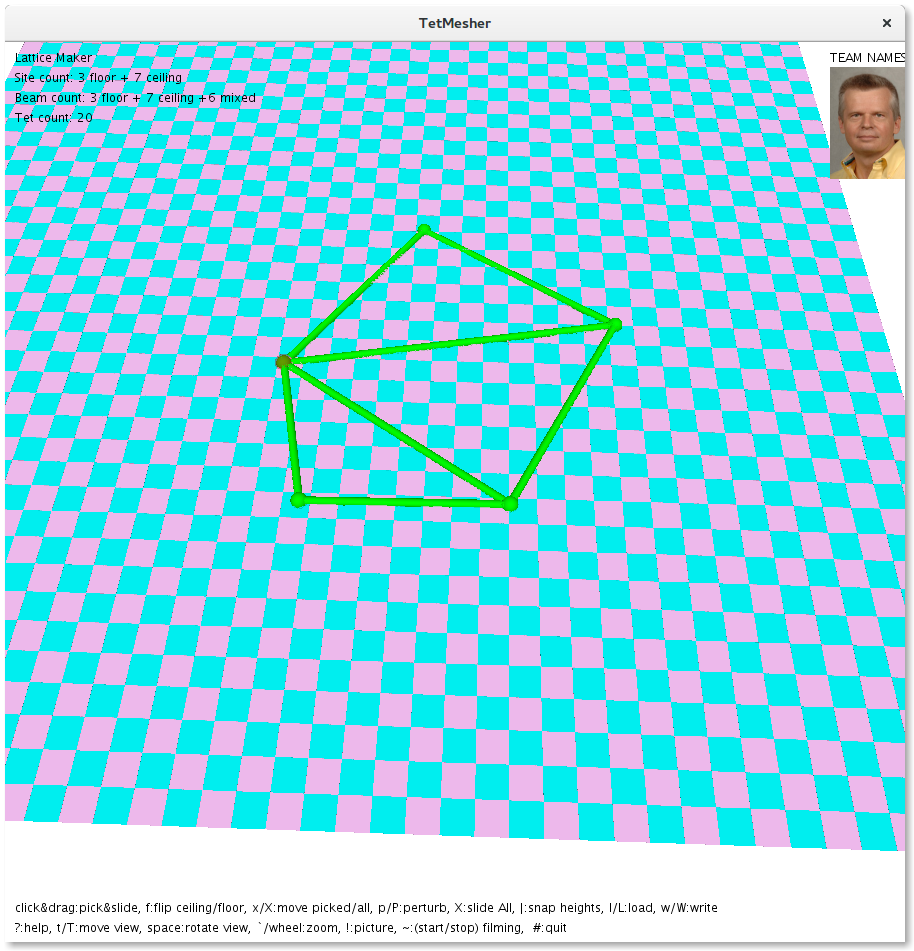 TetMesher
Lattice Maker
TEAM NAMES
Site count: 3 floor + 7 ceiling
Beam count: 3 floor + 7 ceiling +6 mixed
Tet count: 20
click&drag:pick&slide, f:flip ceiling/floor, x/X:move picked/all, p/P:perturb, X:slide All, |:snap heights, l/L:load, w/W:write
?:help, t/T:move view, space:rotate view, `/wheel:zoom, !:picture, ~:(start/stop) filming,  #:quit